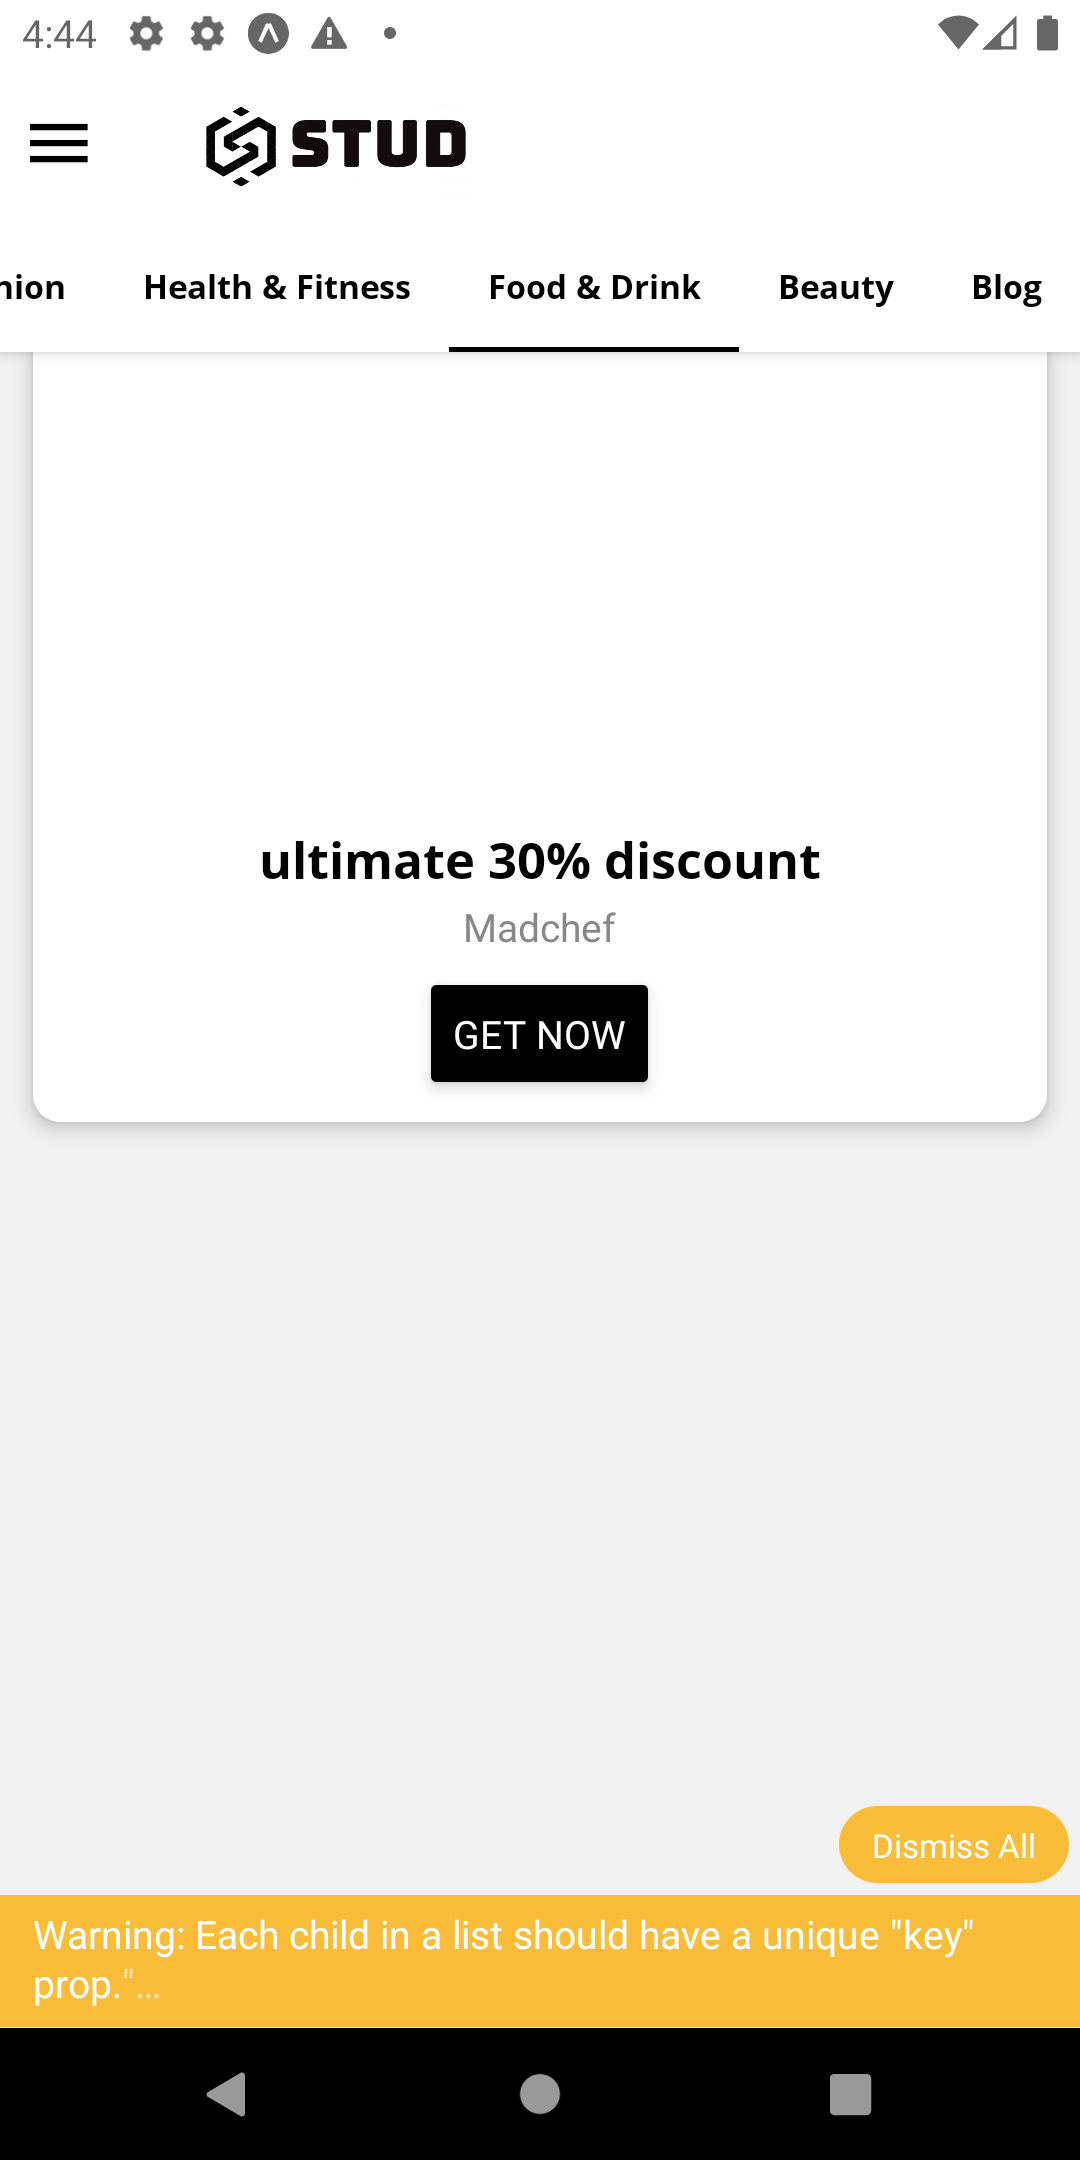 4:44
STUD
nion Health & Fitness Food & Drink Beauty Blog
ultimate 30% discount
Madchef
GET NOW
Dismiss All
Warning: Each child in a list should have a unique "key"
prop."...